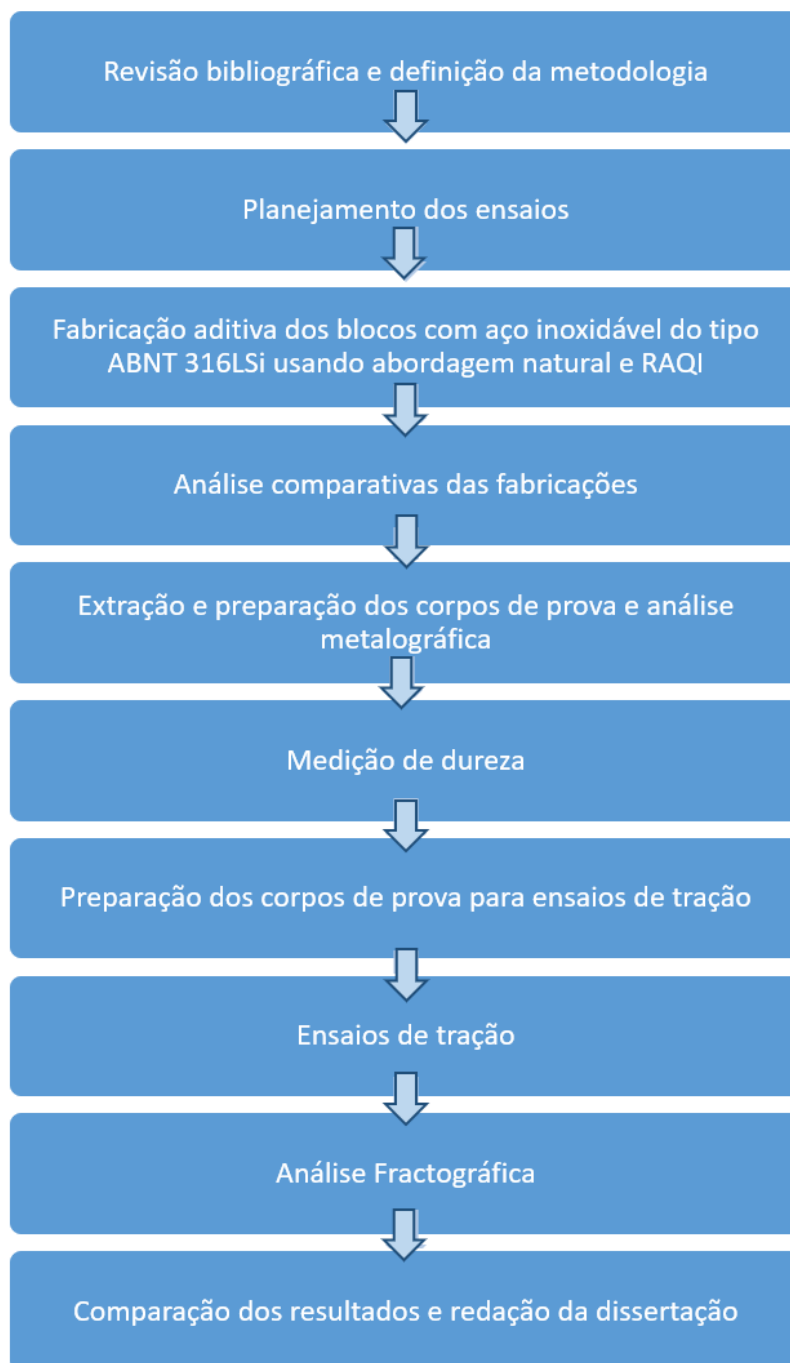 Revisão bibliográfica e definição da metodologia
Planejamento dos ensaios
Fabricação aditiva dos blocos com aço inoxidável do tipo
ABNT 316LSi usando abordagem natural e RAQI
Análise comparativas das fabricações
Extração e preparação dos corpos de prova e análise
metalográfica
Medição de dureza
Preparação dos corpos de prova para ensaios de tração
Ensaios de tração
Análise Fractográfica
Comparação dos resultados e redação da dissertação